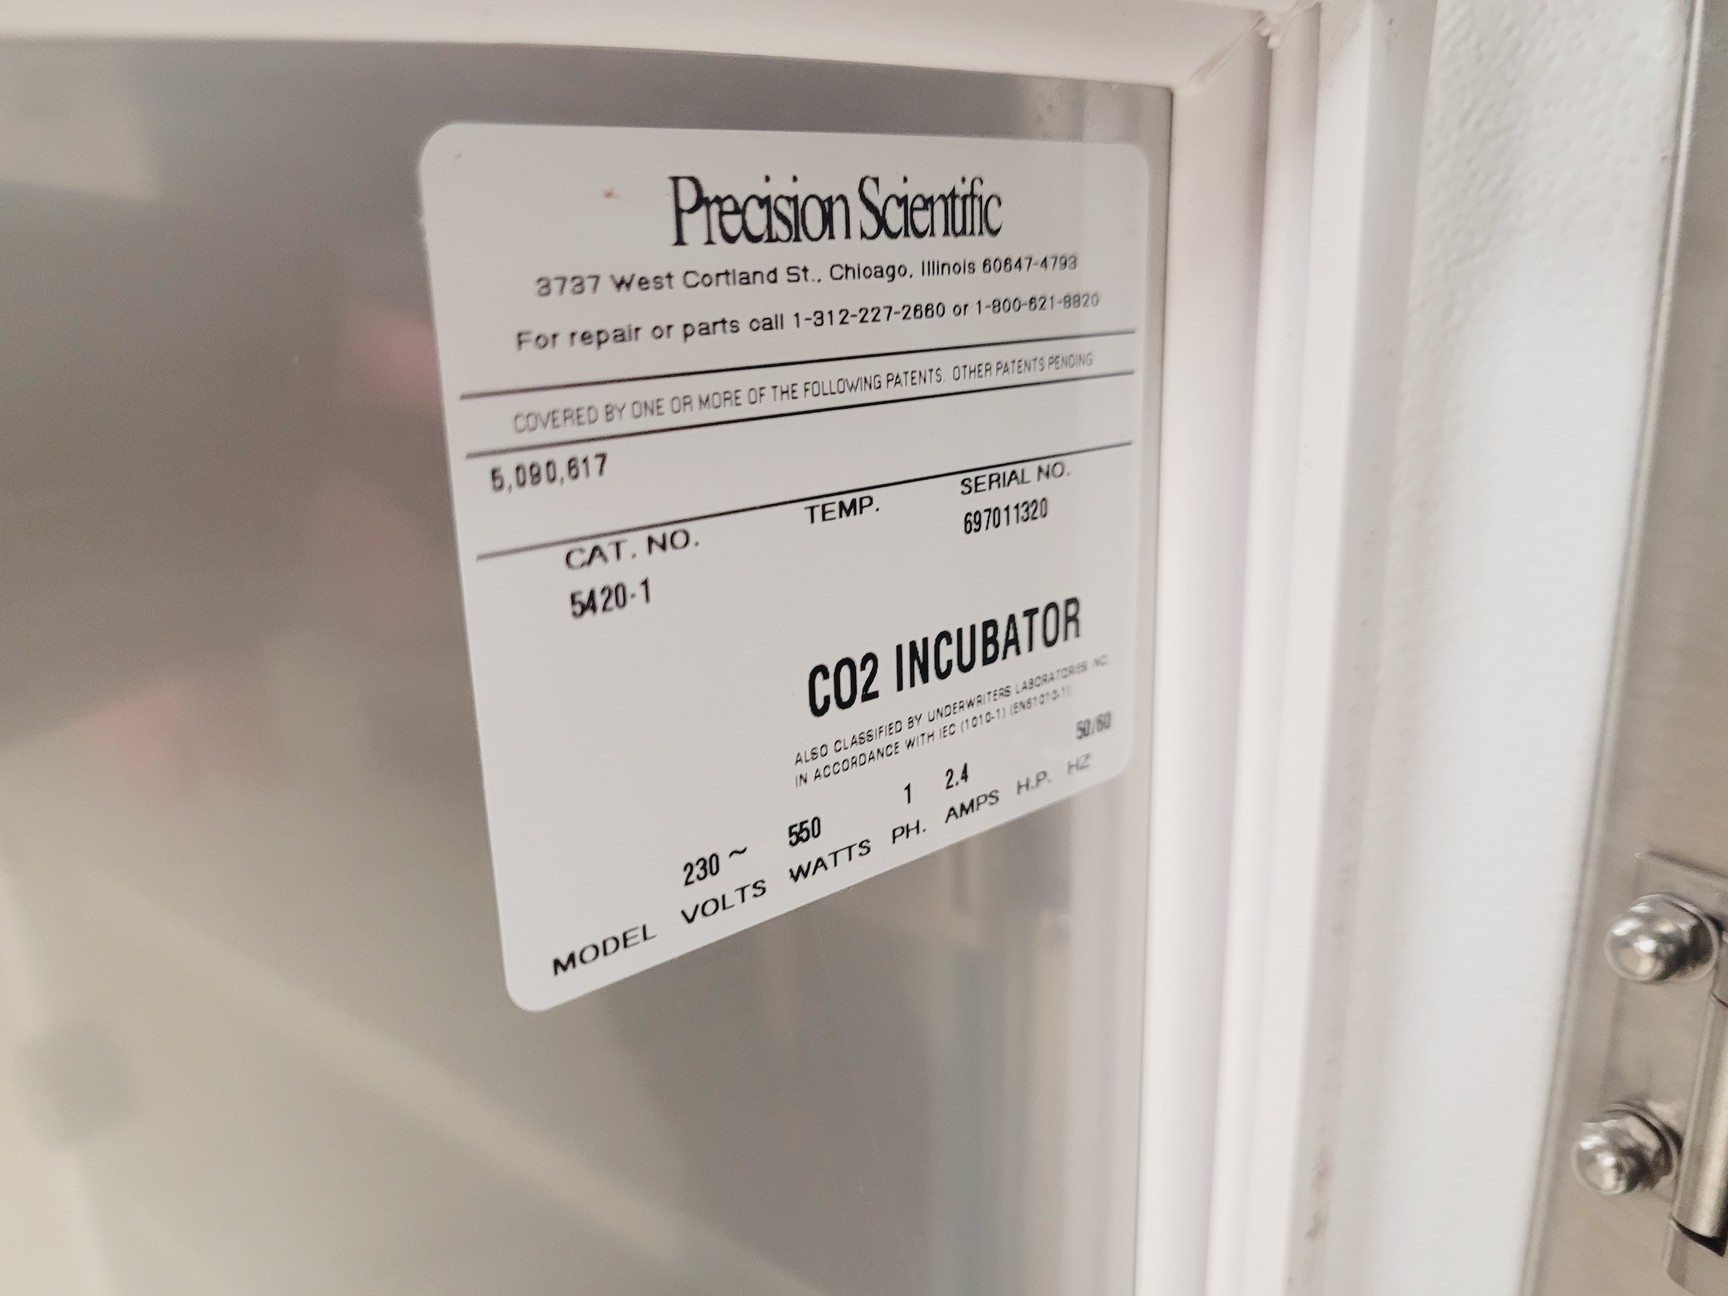 Precision Scientific
3737 West Cortland St., Chicago, Illinois 60647-4793
For repair or parts call 1-312-227-2660 or 1-800-621-8820
COVERED BY ONE OR MORE OF THE FOLLOWING PATENTS. OTHER PATENTS PENDING
5,090,617
CAT. NO. TEMP. SERIAL NO.
5420-1 697011320
CO2 INCUBATOR
ALSO CLASSIFIED BY UNDERWRITERS LABORATORIES INC.
IN ACCORDANCE WITH IEC (1010-1) (EN61010-1)
230~ 550 1 2.4 50/60
MODEL VOLTS WATTS PH. AMPS H.P. HZ